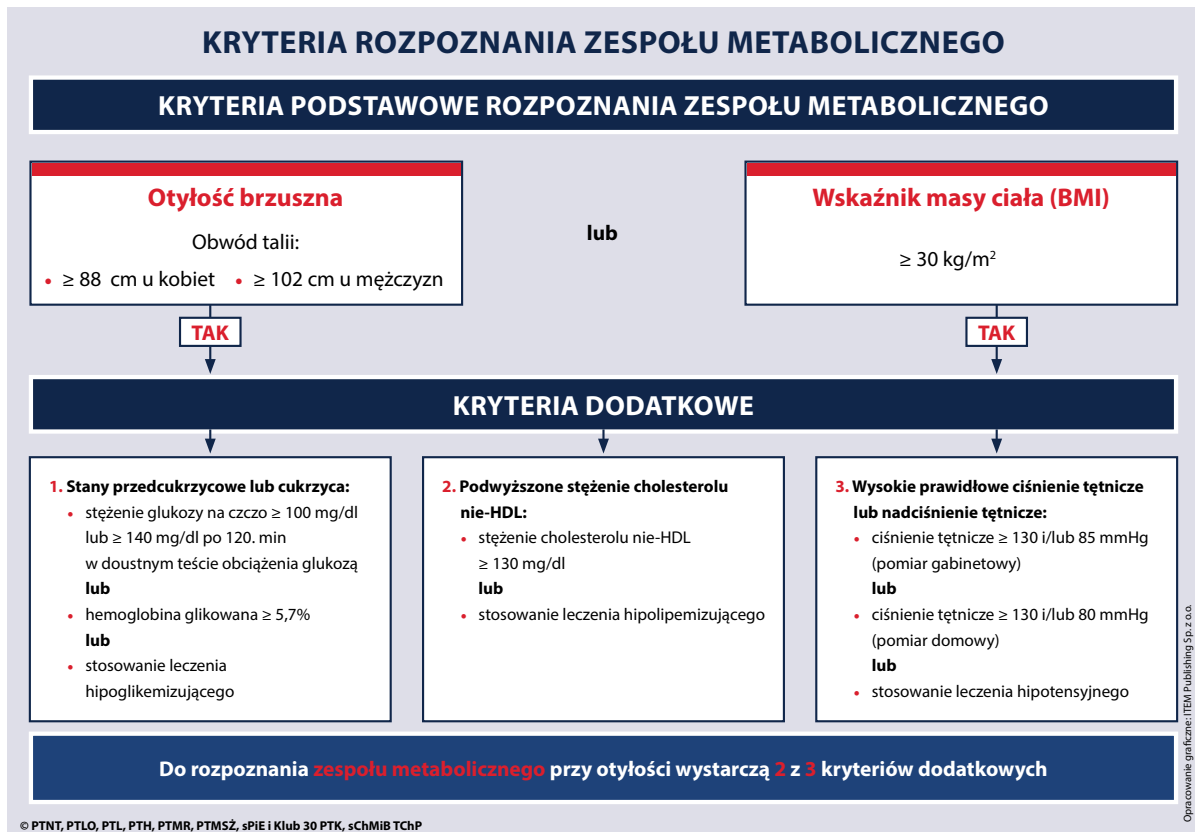 KRYTERIA ROZPOZNANIA ZESPOŁU METABOLICZNEGO
KRYTERIA PODSTAWOWE ROZPOZNANIA ZESPOŁU METABOLICZNEGO
Otyłość brzuszna
Obwód talii:
• ≥ 88 cm u kobiet • ≥ 102 cm u mężczyzn
lub
Wskaźnik masy ciała (BMI)
≥ 30 kg/m²
TAK
TAK
KRYTERIA DODATKOWE
1. Stany przedcukrzycowe lub cukrzyca:
• stężenie glukozy na czczo ≥ 100 mg/dl
lub ≥ 140 mg/dl po 120. min
w doustnym teście obciążenia glukozą
lub
• hemoglobina glikowana ≥ 5,7%
lub
• stosowanie leczenia
hipoglikemizującego
2. Podwyższone stężenie cholesterolu
nie-HDL:
• stężenie cholesterolu nie-HDL
≥ 130 mg/dl
lub
• stosowanie leczenia hipolipemizującego
3. Wysokie prawidłowe ciśnienie tętnicze
lub nadciśnienie tętnicze:
• ciśnienie tętnicze ≥ 130 i/lub 85 mmHg
(pomiar gabinetowy)
lub
• ciśnienie tętnicze ≥ 130 i/lub 80 mmHg
(pomiar domowy)
lub
• stosowanie leczenia hipotensyjnego
Do rozpoznania zespołu metabolicznego przy otyłości wystarczą 2 z 3 kryteriów dodatkowych
© PTNT, PTLO, PTL, PTH, PTMR, PTMSŻ, sPiE i Klub 30 PTK, sChMiB TChP
Opracowanie graficzne: ITEM Publishing Sp. z o.o.